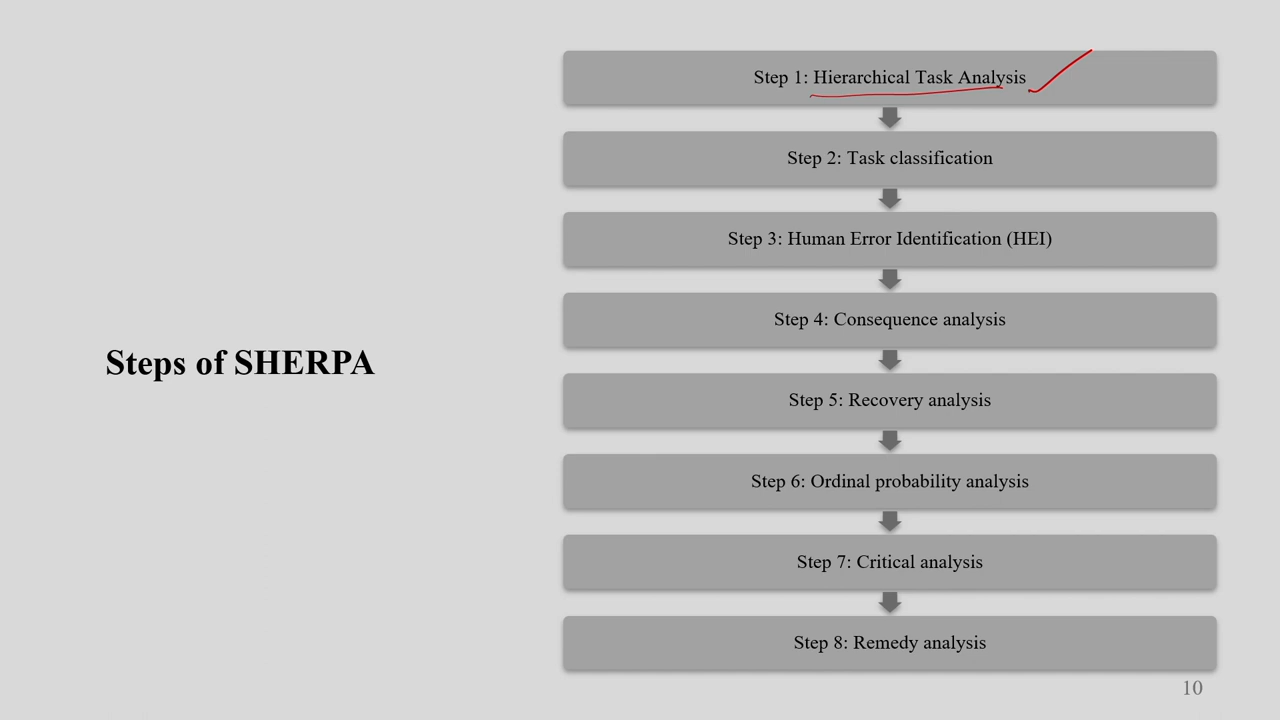 Steps of SHERPA
Step 1: Hierarchical Task Analysis
Step 2: Task classification
Step 3: Human Error Identification (HEI)
Step 4: Consequence analysis
Step 5: Recovery analysis
Step 6: Ordinal probability analysis
Step 7: Critical analysis
Step 8: Remedy analysis
10